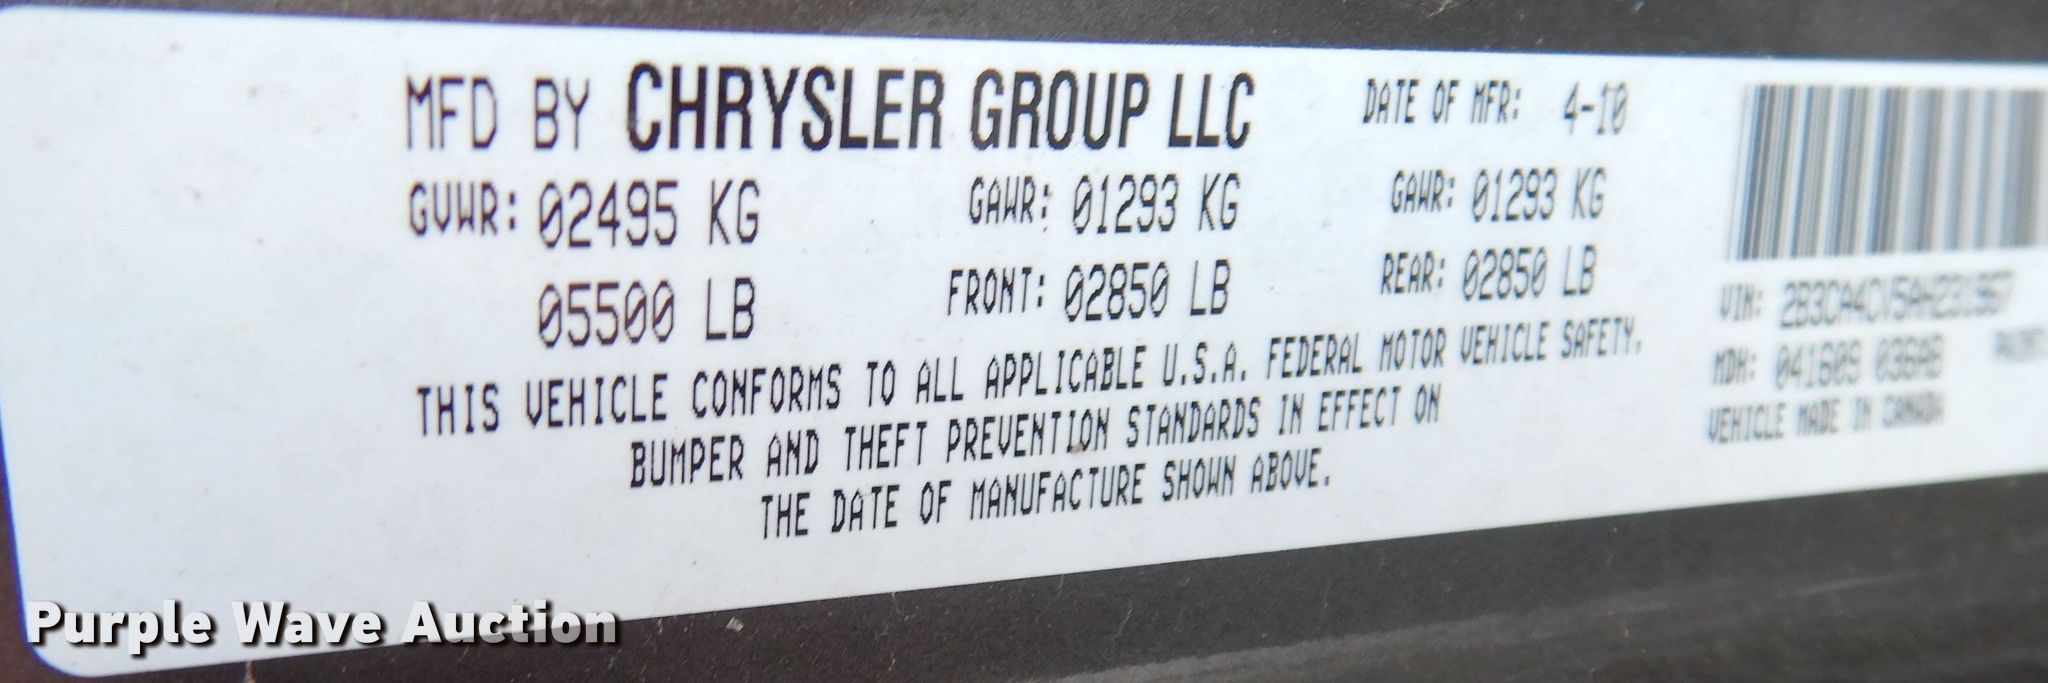 MFD BY CHRYSLER GROUP LLC DATE OF MFR: 4-10
GVWR: 02495 KG GAWR: 01293 KG GAWR: 01293 KG
05500 LB FRONT: 02850 LB REAR: 02850 LB
THIS VEHICLE CONFORMS TO ALL APPLICABLE U.S.A. FEDERAL MOTOR VEHICLE SAFETY,
BUMPER AND THEFT PREVENTION STANDARDS IN EFFECT ON
THE DATE OF MANUFACTURE SHOWN ABOVE.
VIN: 2B3CA4CV5AH231967
MDH: 041609 036AB
VEHICLE MADE IN CANADA
Purple Wave Auction